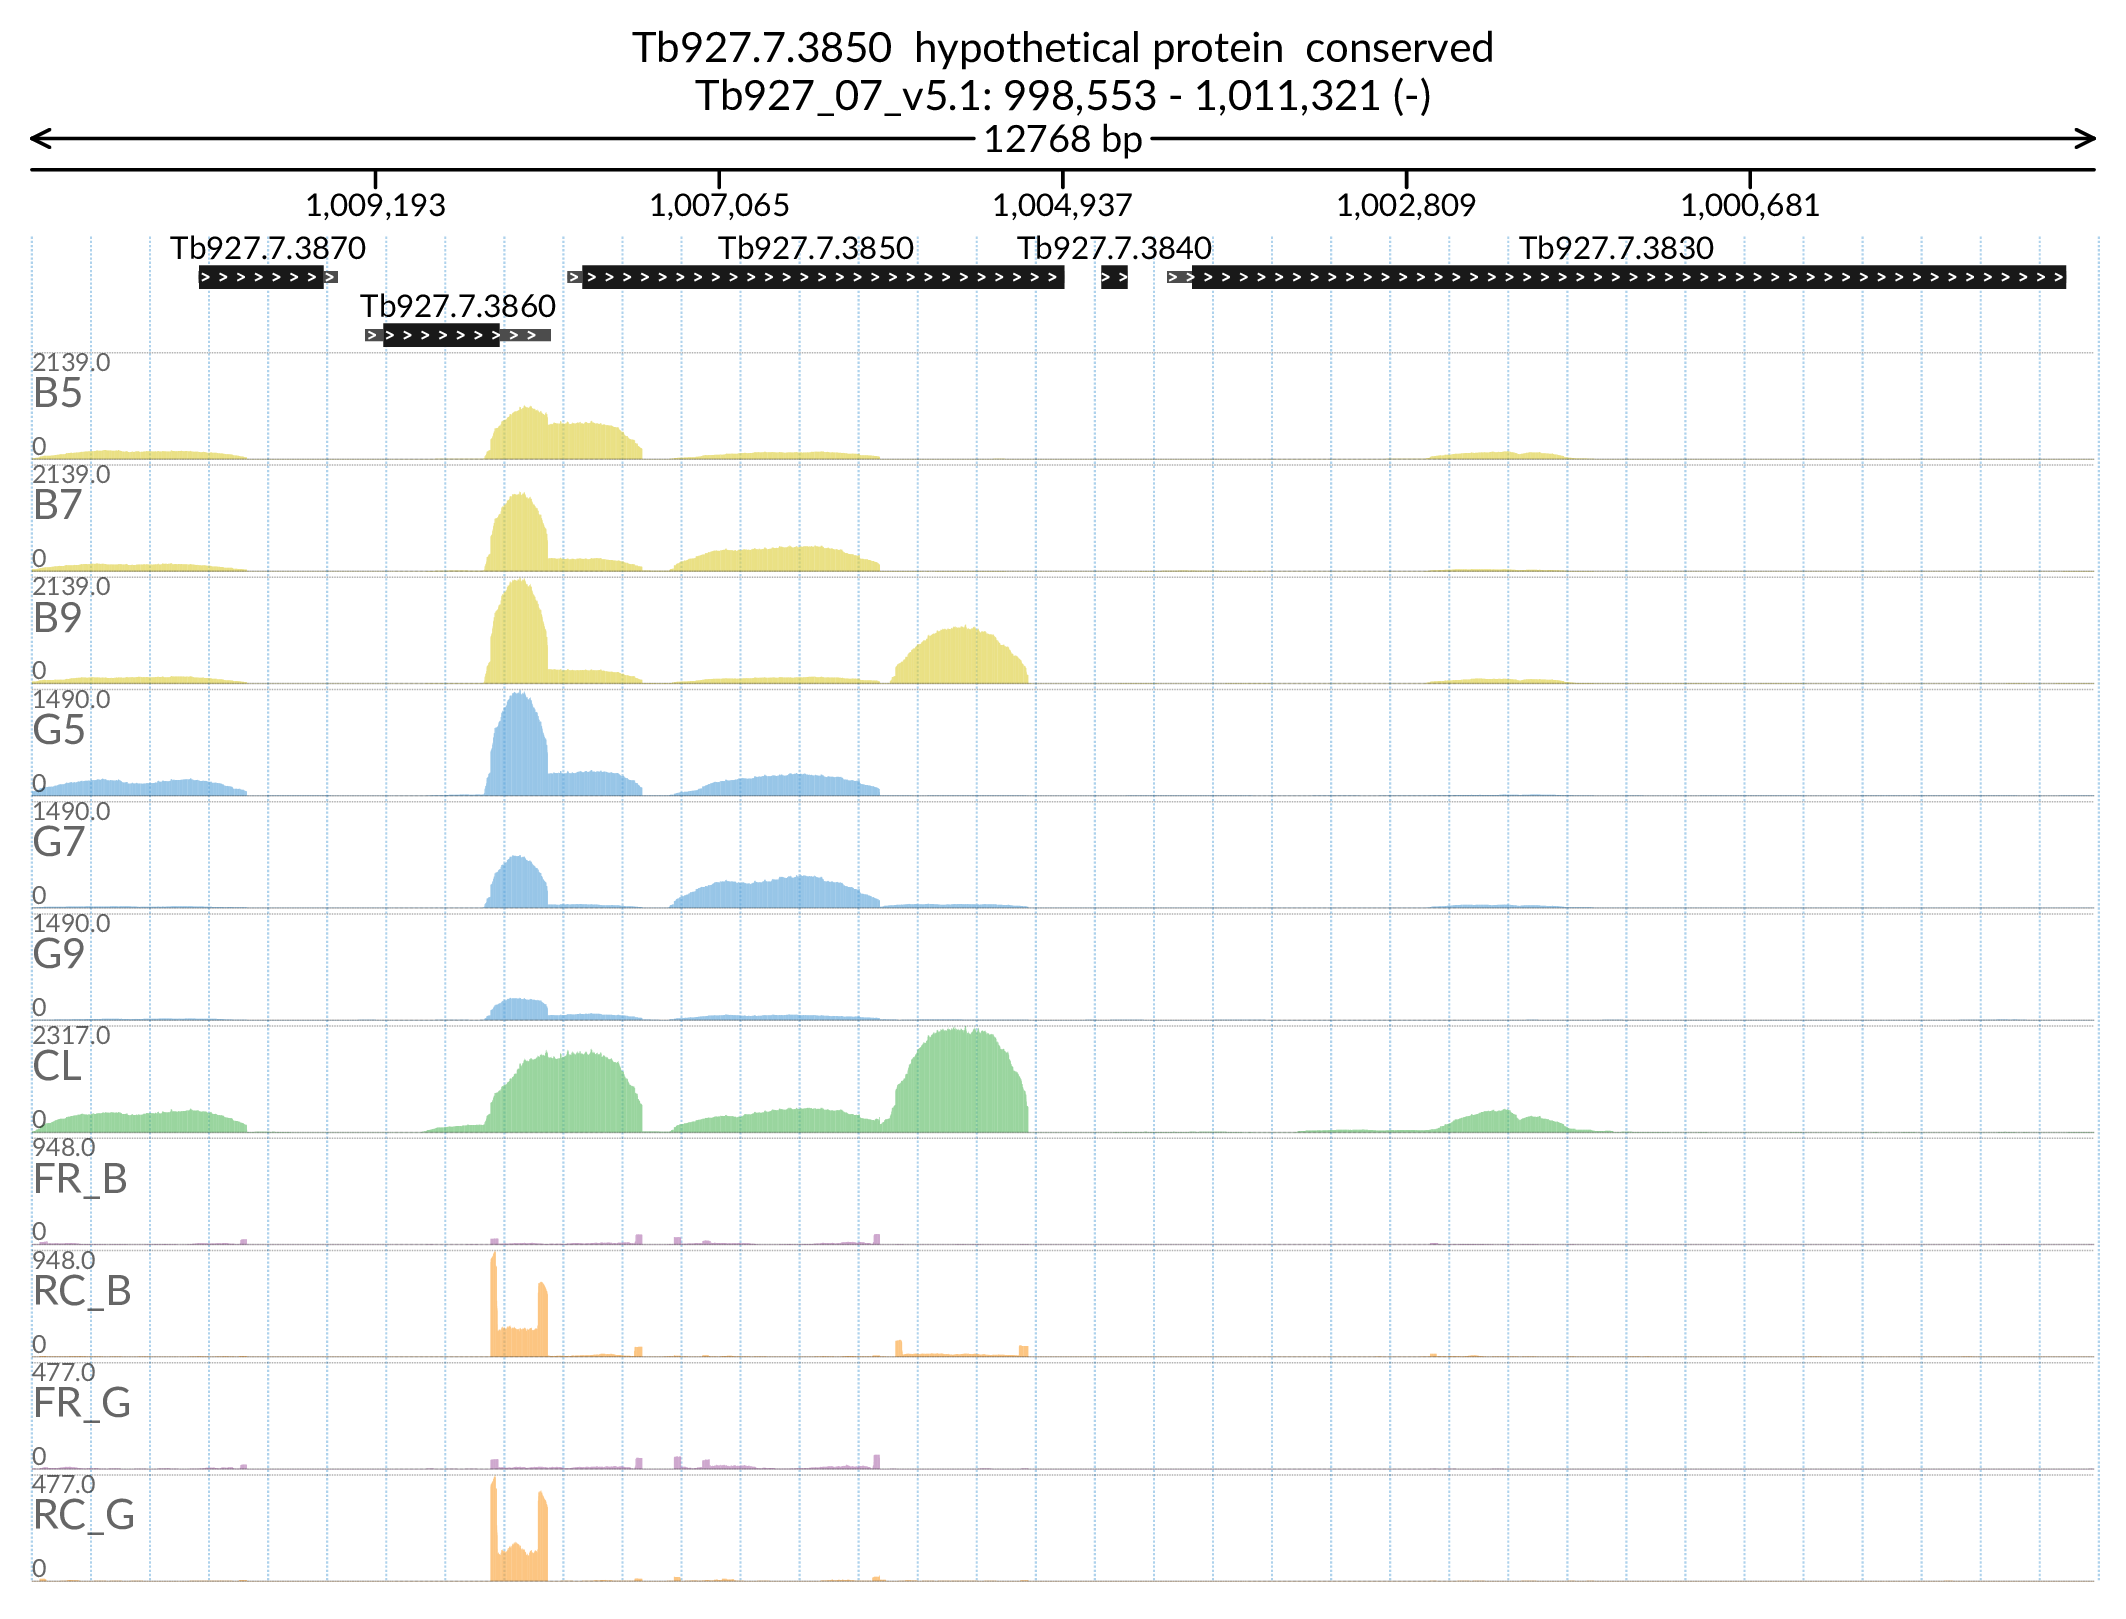 Tb927.7.3850  hypothetical protein  conserved
Tb927_07_v5.1: 998,553 - 1,011,321 (-)
12768 bp
1,009,193 1,007,065 1,004,937 1,002,809 1,000,681
Tb927.7.3870 Tb927.7.3850 Tb927.7.3840 Tb927.7.3830
Tb927.7.3860
2139.0
B5
0
2139.0
B7
0
2139.0
B9
0
1490.0
G5
0
1490.0
G7
0
1490.0
G9
0
2317.0
CL
0
948.0
FR_B
0
948.0
RC_B
0
477.0
FR_G
0
477.0
RC_G
0